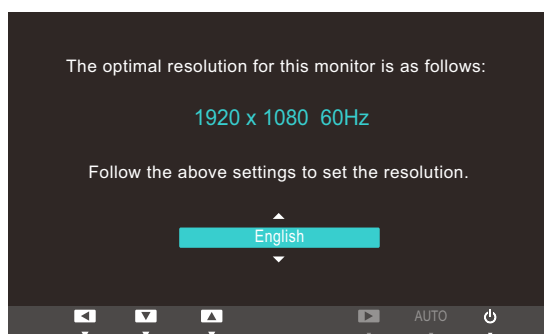 The optimal resolution for this monitor is as follows:
1920 x 1080 60Hz
Follow the above settings to set the resolution.
English
AUTO